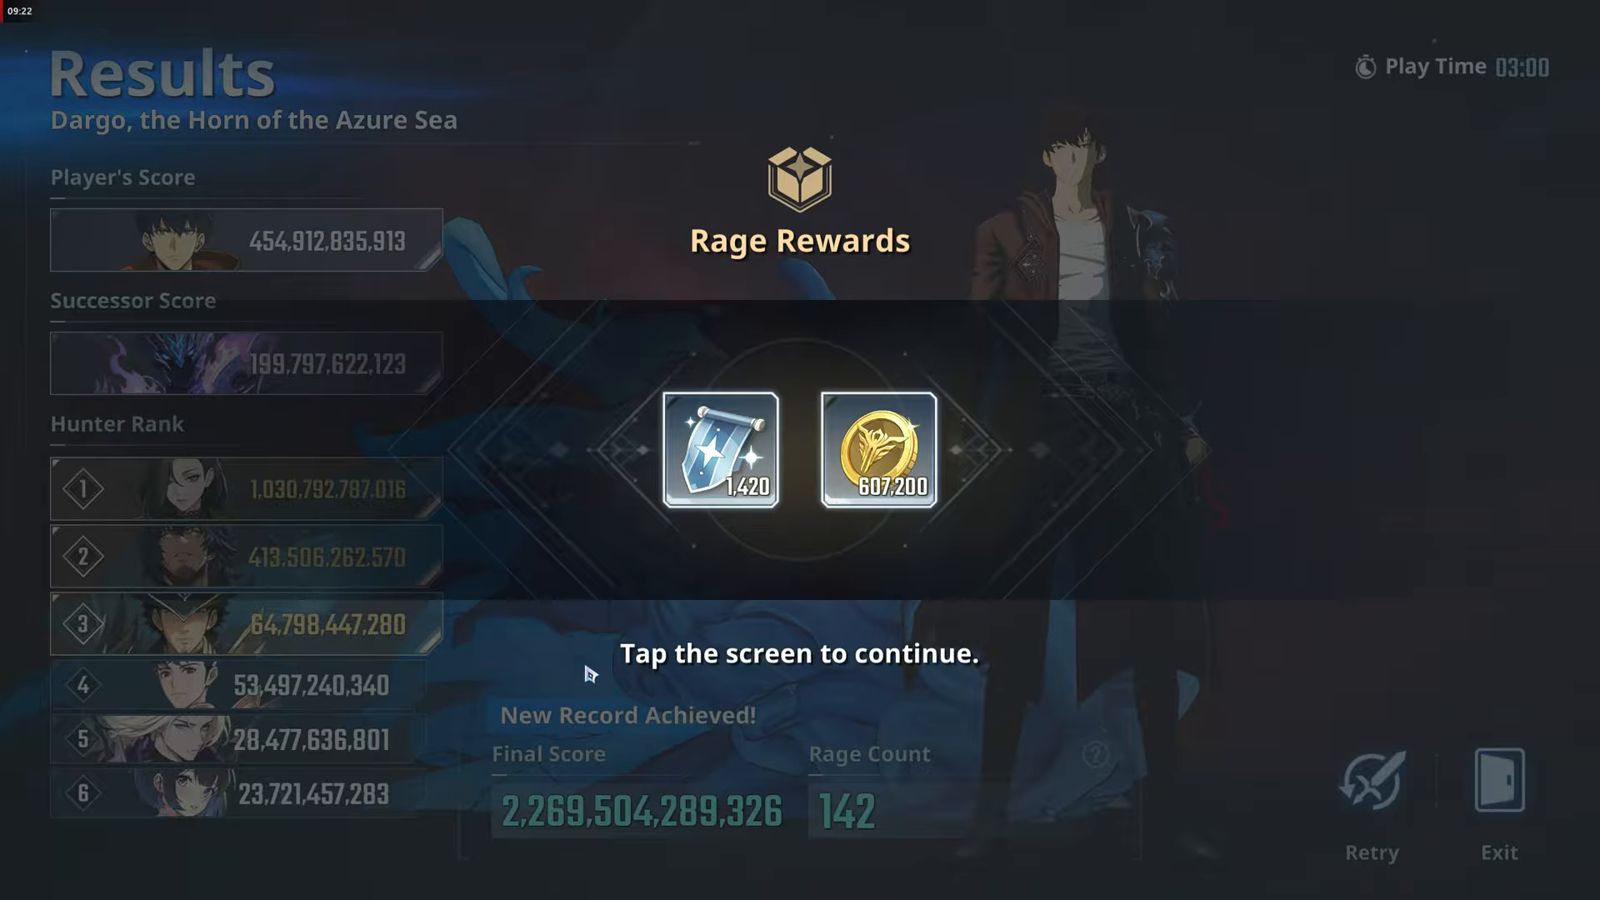 09:22
Results
Dargo, the Horn of the Azure Sea
Play Time 03:00
Player's Score
454,912,835,913
Successor Score
199,797,622,123
Hunter Rank
1 1,030,792,787,016
2 413,506,262,570
3 64,798,447,280
4 53,497,240,340
5 28,477,636,801
6 23,721,457,283
Rage Rewards
1,420
607,200
Tap the screen to continue.
New Record Achieved!
Final Score
2,269,504,289,326
Rage Count
?
142
Retry
Exit